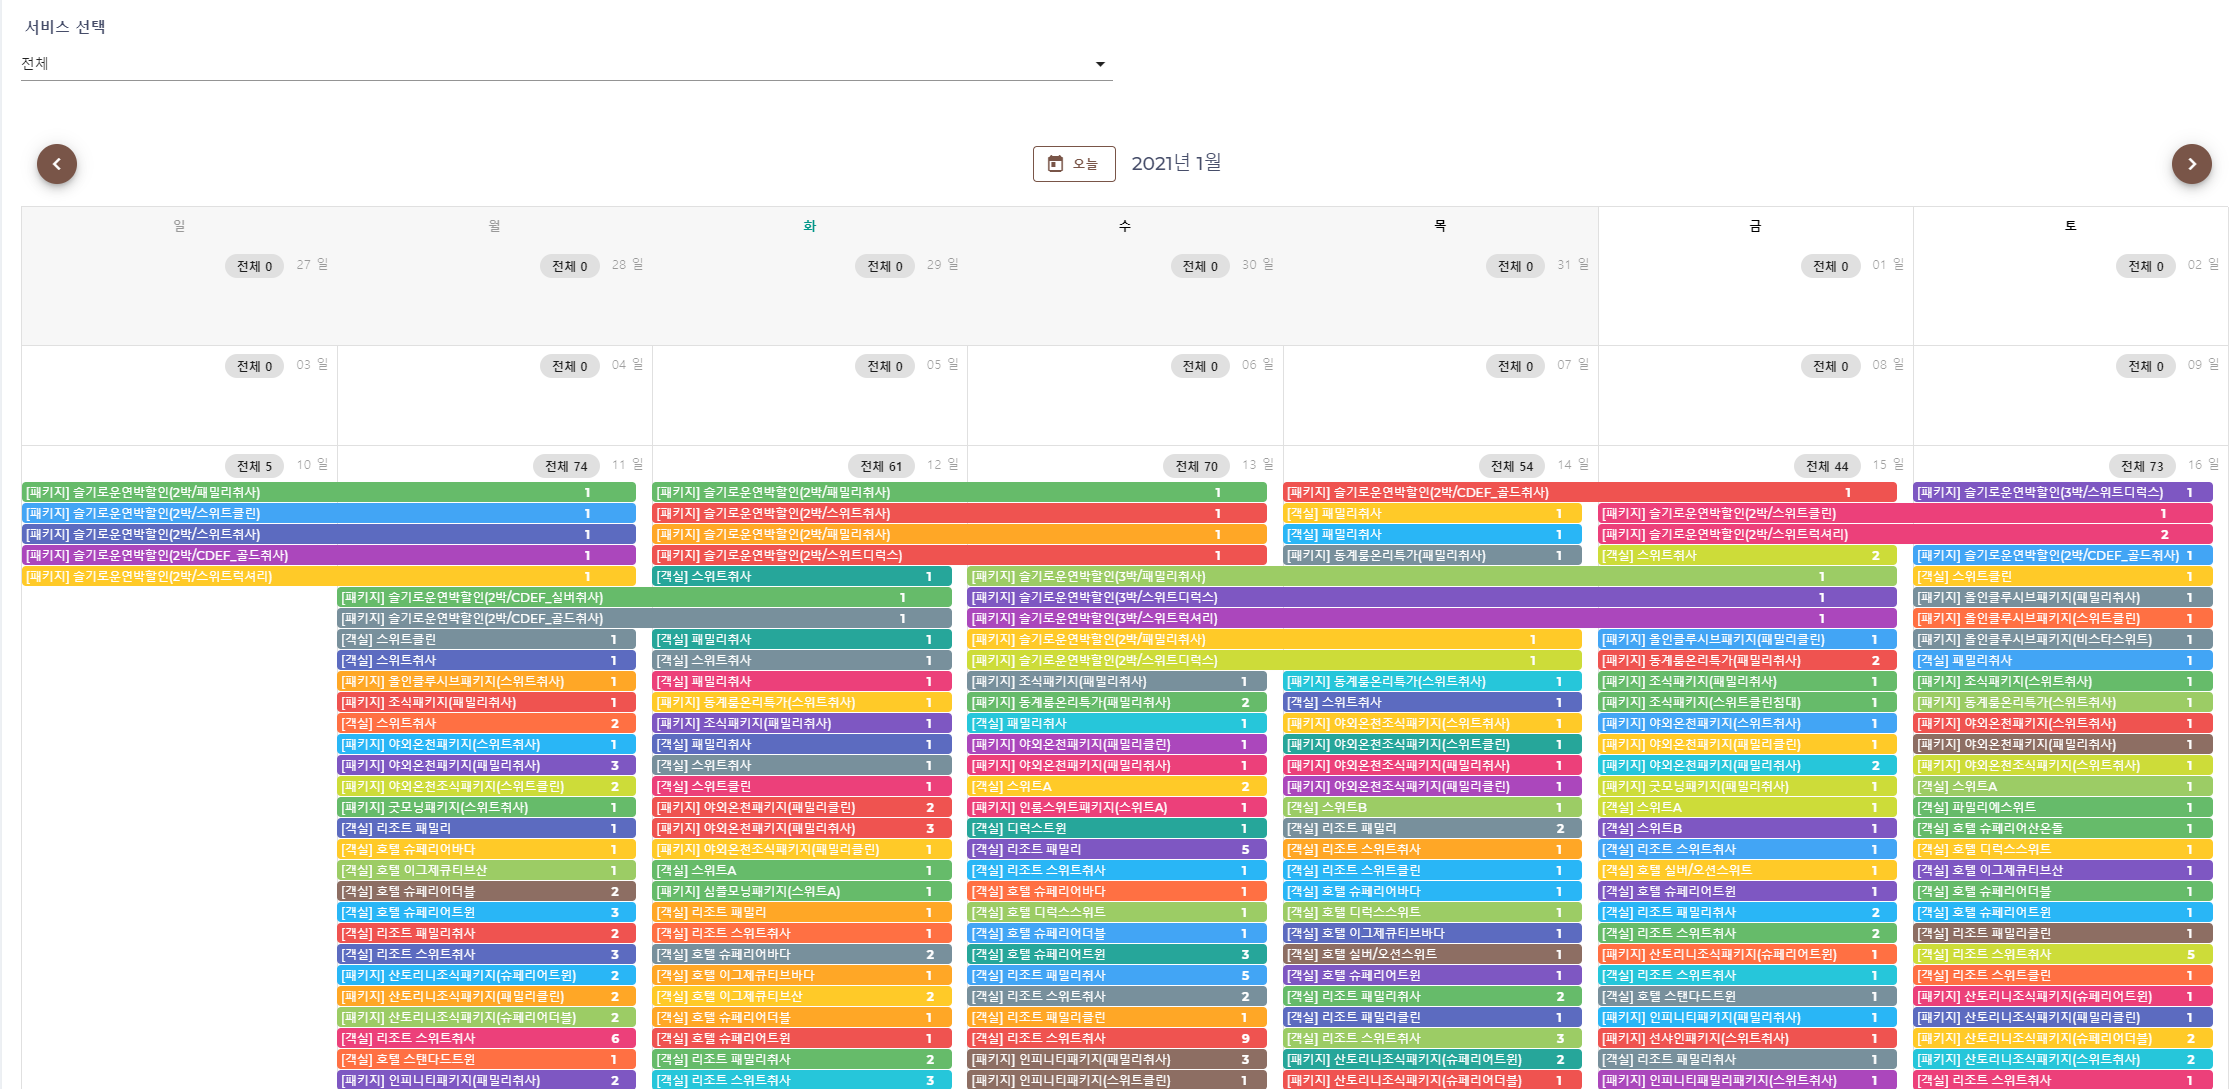 서비스 선택
전체
오늘 2021년 1월
일 월 화 수 목 금 토
전체 0 27 일 전체 0 28 일 전체 0 29 일 전체 0 30 일 전체 0 31 일 전체 0 01 일 전체 0 02 일
전체 0 03 일 전체 0 04 일 전체 0 05 일 전체 0 06 일 전체 0 07 일 전체 0 08 일 전체 0 09 일
전체 5 10 일 전체 74 11 일 전체 61 12 일 전체 70 13 일 전체 54 14 일 전체 44 15 일 전체 73 16 일
[패키지] 슬기로운연박할인(2박/패밀리취사) 1 [패키지] 슬기로운연박할인(2박/패밀리취사) 1 [패키지] 슬기로운연박할인(2박/CDEF_골드취사) 1 [패키지] 슬기로운연박할인(3박/스위트디럭스) 1
[패키지] 슬기로운연박할인(2박/스위트클린) 1 [패키지] 슬기로운연박할인(2박/스위트취사) 1 [객실] 패밀리취사 1 [패키지] 슬기로운연박할인(2박/스위트클린) 1
[패키지] 슬기로운연박할인(2박/스위트취사) 1 [패키지] 슬기로운연박할인(2박/패밀리취사) 1 [객실] 패밀리취사 1 [패키지] 슬기로운연박할인(2박/스위트럭셔리) 2
[패키지] 슬기로운연박할인(2박/CDEF_골드취사) 1 [패키지] 슬기로운연박할인(2박/스위트디럭스) 1 [패키지] 동계룸온리특가(패밀리취사) 1 [객실] 스위트취사 2 [패키지] 슬기로운연박할인(2박/CDEF_골드취사) 1
[패키지] 슬기로운연박할인(2박/스위트럭셔리) 1 [객실] 스위트취사 1 [패키지] 슬기로운연박할인(3박/패밀리취사) 1 [객실] 스위트클린 1
[패키지] 슬기로운연박할인(2박/CDEF_실버취사) 1 [패키지] 슬기로운연박할인(3박/스위트디럭스) 1 [패키지] 올인클루시브패키지(패밀리취사) 1
[패키지] 슬기로운연박할인(2박/CDEF_골드취사) 1 [패키지] 슬기로운연박할인(3박/스위트럭셔리) 1 [패키지] 올인클루시브패키지(스위트클린) 1
[객실] 스위트클린 1 [객실] 패밀리취사 1 [패키지] 슬기로운연박할인(2박/패밀리취사) 1 [패키지] 올인클루시브패키지(패밀리클린) 1 [패키지] 올인클루시브패키지(비스타스위트) 1
[객실] 스위트취사 1 [객실] 스위트취사 1 [패키지] 슬기로운연박할인(2박/스위트디럭스) 1 [패키지] 동계룸온리특가(패밀리취사) 2 [객실] 패밀리취사 1
[패키지] 올인클루시브패키지(스위트취사) 1 [객실] 패밀리취사 1 [패키지] 조식패키지(패밀리취사) 1 [패키지] 동계룸온리특가(스위트취사) 1 [패키지] 조식패키지(패밀리취사) 1 [패키지] 조식패키지(스위트취사) 1
[패키지] 조식패키지(패밀리취사) 1 [패키지] 동계룸온리특가(스위트취사) 1 [패키지] 동계룸온리특가(패밀리취사) 2 [객실] 스위트취사 1 [패키지] 조식패키지(스위트클린침대) 1 [패키지] 동계룸온리특가(스위트취사) 1
[객실] 스위트취사 2 [패키지] 조식패키지(패밀리취사) 1 [객실] 패밀리취사 1 [패키지] 야외온천조식패키지(스위트취사) 1 [패키지] 야외온천패키지(스위트취사) 1 [패키지] 야외온천패키지(스위트취사) 1
[패키지] 야외온천패키지(스위트취사) 1 [객실] 패밀리취사 1 [패키지] 야외온천패키지(패밀리클린) 1 [패키지] 야외온천조식패키지(스위트클린) 1 [패키지] 야외온천패키지(패밀리클린) 1 [패키지] 야외온천패키지(패밀리취사) 1
[패키지] 야외온천패키지(패밀리취사) 3 [객실] 스위트취사 1 [패키지] 야외온천패키지(패밀리취사) 1 [패키지] 야외온천조식패키지(패밀리취사) 1 [패키지] 야외온천패키지(패밀리취사) 2 [패키지] 야외온천조식패키지(스위트취사) 1
[패키지] 야외온천조식패키지(스위트클린) 2 [객실] 스위트클린 1 [객실] 스위트A 2 [패키지] 야외온천조식패키지(패밀리클린) 1 [패키지] 굿모닝패키지(패밀리취사) 1 [객실] 스위트A 1
[패키지] 굿모닝패키지(스위트취사) 1 [패키지] 야외온천패키지(패밀리클린) 2 [패키지] 인룸스위트패키지(스위트A) 1 [객실] 스위트B 1 [객실] 스위트A 1 [객실] 파밀리에스위트 1
[객실] 리조트 패밀리 1 [패키지] 야외온천패키지(패밀리취사) 3 [객실] 디럭스트윈 1 [객실] 리조트 패밀리 2 [객실] 스위트B 1 [객실] 호텔 슈페리어산온돌 1
[객실] 호텔 슈페리어바다 1 [패키지] 야외온천조식패키지(패밀리클린) 1 [객실] 리조트 패밀리 5 [객실] 리조트 스위트취사 1 [객실] 리조트 스위트취사 1 [객실] 호텔 디럭스스위트 1
[객실] 호텔 이그제큐티브산 1 [객실] 스위트A 1 [객실] 리조트 스위트취사 1 [객실] 리조트 스위트클린 1 [객실] 호텔 실버/오션스위트 1 [객실] 호텔 이그제큐티브산 1
[객실] 호텔 슈페리어더블 2 [패키지] 심플모닝패키지(스위트A) 1 [객실] 호텔 슈페리어바다 1 [객실] 호텔 슈페리어바다 1 [객실] 호텔 슈페리어트윈 1 [객실] 호텔 슈페리어더블 1
[객실] 호텔 슈페리어트윈 3 [객실] 리조트 패밀리 1 [객실] 호텔 디럭스스위트 1 [객실] 호텔 디럭스스위트 1 [객실] 리조트 패밀리취사 2 [객실] 호텔 슈페리어트윈 1
[객실] 리조트 패밀리취사 2 [객실] 리조트 스위트취사 1 [객실] 호텔 슈페리어더블 1 [객실] 호텔 이그제큐티브바다 1 [객실] 리조트 스위트취사 2 [객실] 리조트 패밀리클린 1
[객실] 리조트 스위트취사 3 [객실] 호텔 슈페리어바다 2 [객실] 호텔 슈페리어트윈 3 [객실] 호텔 실버/오션스위트 1 [패키지] 산토리니조식패키지(슈페리어트윈) 1 [객실] 리조트 스위트취사 5
[패키지] 산토리니조식패키지(슈페리어트윈) 2 [객실] 호텔 이그제큐티브바다 1 [객실] 리조트 패밀리취사 5 [객실] 호텔 슈페리어트윈 1 [객실] 리조트 스위트취사 1 [객실] 리조트 스위트클린 1
[패키지] 산토리니조식패키지(패밀리클린) 2 [객실] 호텔 이그제큐티브산 2 [객실] 리조트 스위트취사 2 [객실] 리조트 패밀리취사 2 [객실] 호텔 스탠다드트윈 1 [패키지] 산토리니조식패키지(슈페리어트윈) 1
[패키지] 산토리니조식패키지(슈페리어더블) 2 [객실] 호텔 슈페리어더블 1 [객실] 리조트 패밀리클린 1 [객실] 리조트 패밀리클린 1 [패키지] 인피니티패키지(패밀리취사) 1 [패키지] 산토리니조식패키지(패밀리클린) 1
[객실] 리조트 스위트취사 6 [객실] 호텔 슈페리어트윈 1 [객실] 리조트 스위트취사 9 [객실] 리조트 스위트취사 3 [패키지] 선샤인패키지(스위트취사) 1 [패키지] 산토리니조식패키지(슈페리어더블) 2
[객실] 호텔 스탠다드트윈 1 [객실] 리조트 패밀리취사 2 [패키지] 인피니티패키지(패밀리취사) 3 [패키지] 산토리니조식패키지(슈페리어트윈) 2 [객실] 리조트 패밀리취사 1 [패키지] 산토리니조식패키지(스위트취사) 2
[패키지] 인피니티패키지(패밀리취사) 2 [객실] 리조트 스위트취사 3 [패키지] 인피니티패키지(스위트클린) 1 [패키지] 산토리니조식패키지(슈페리어더블) 1 [패키지] 인피니티패밀리패키지(스위트취사) 1 [객실] 리조트 스위트취사 1